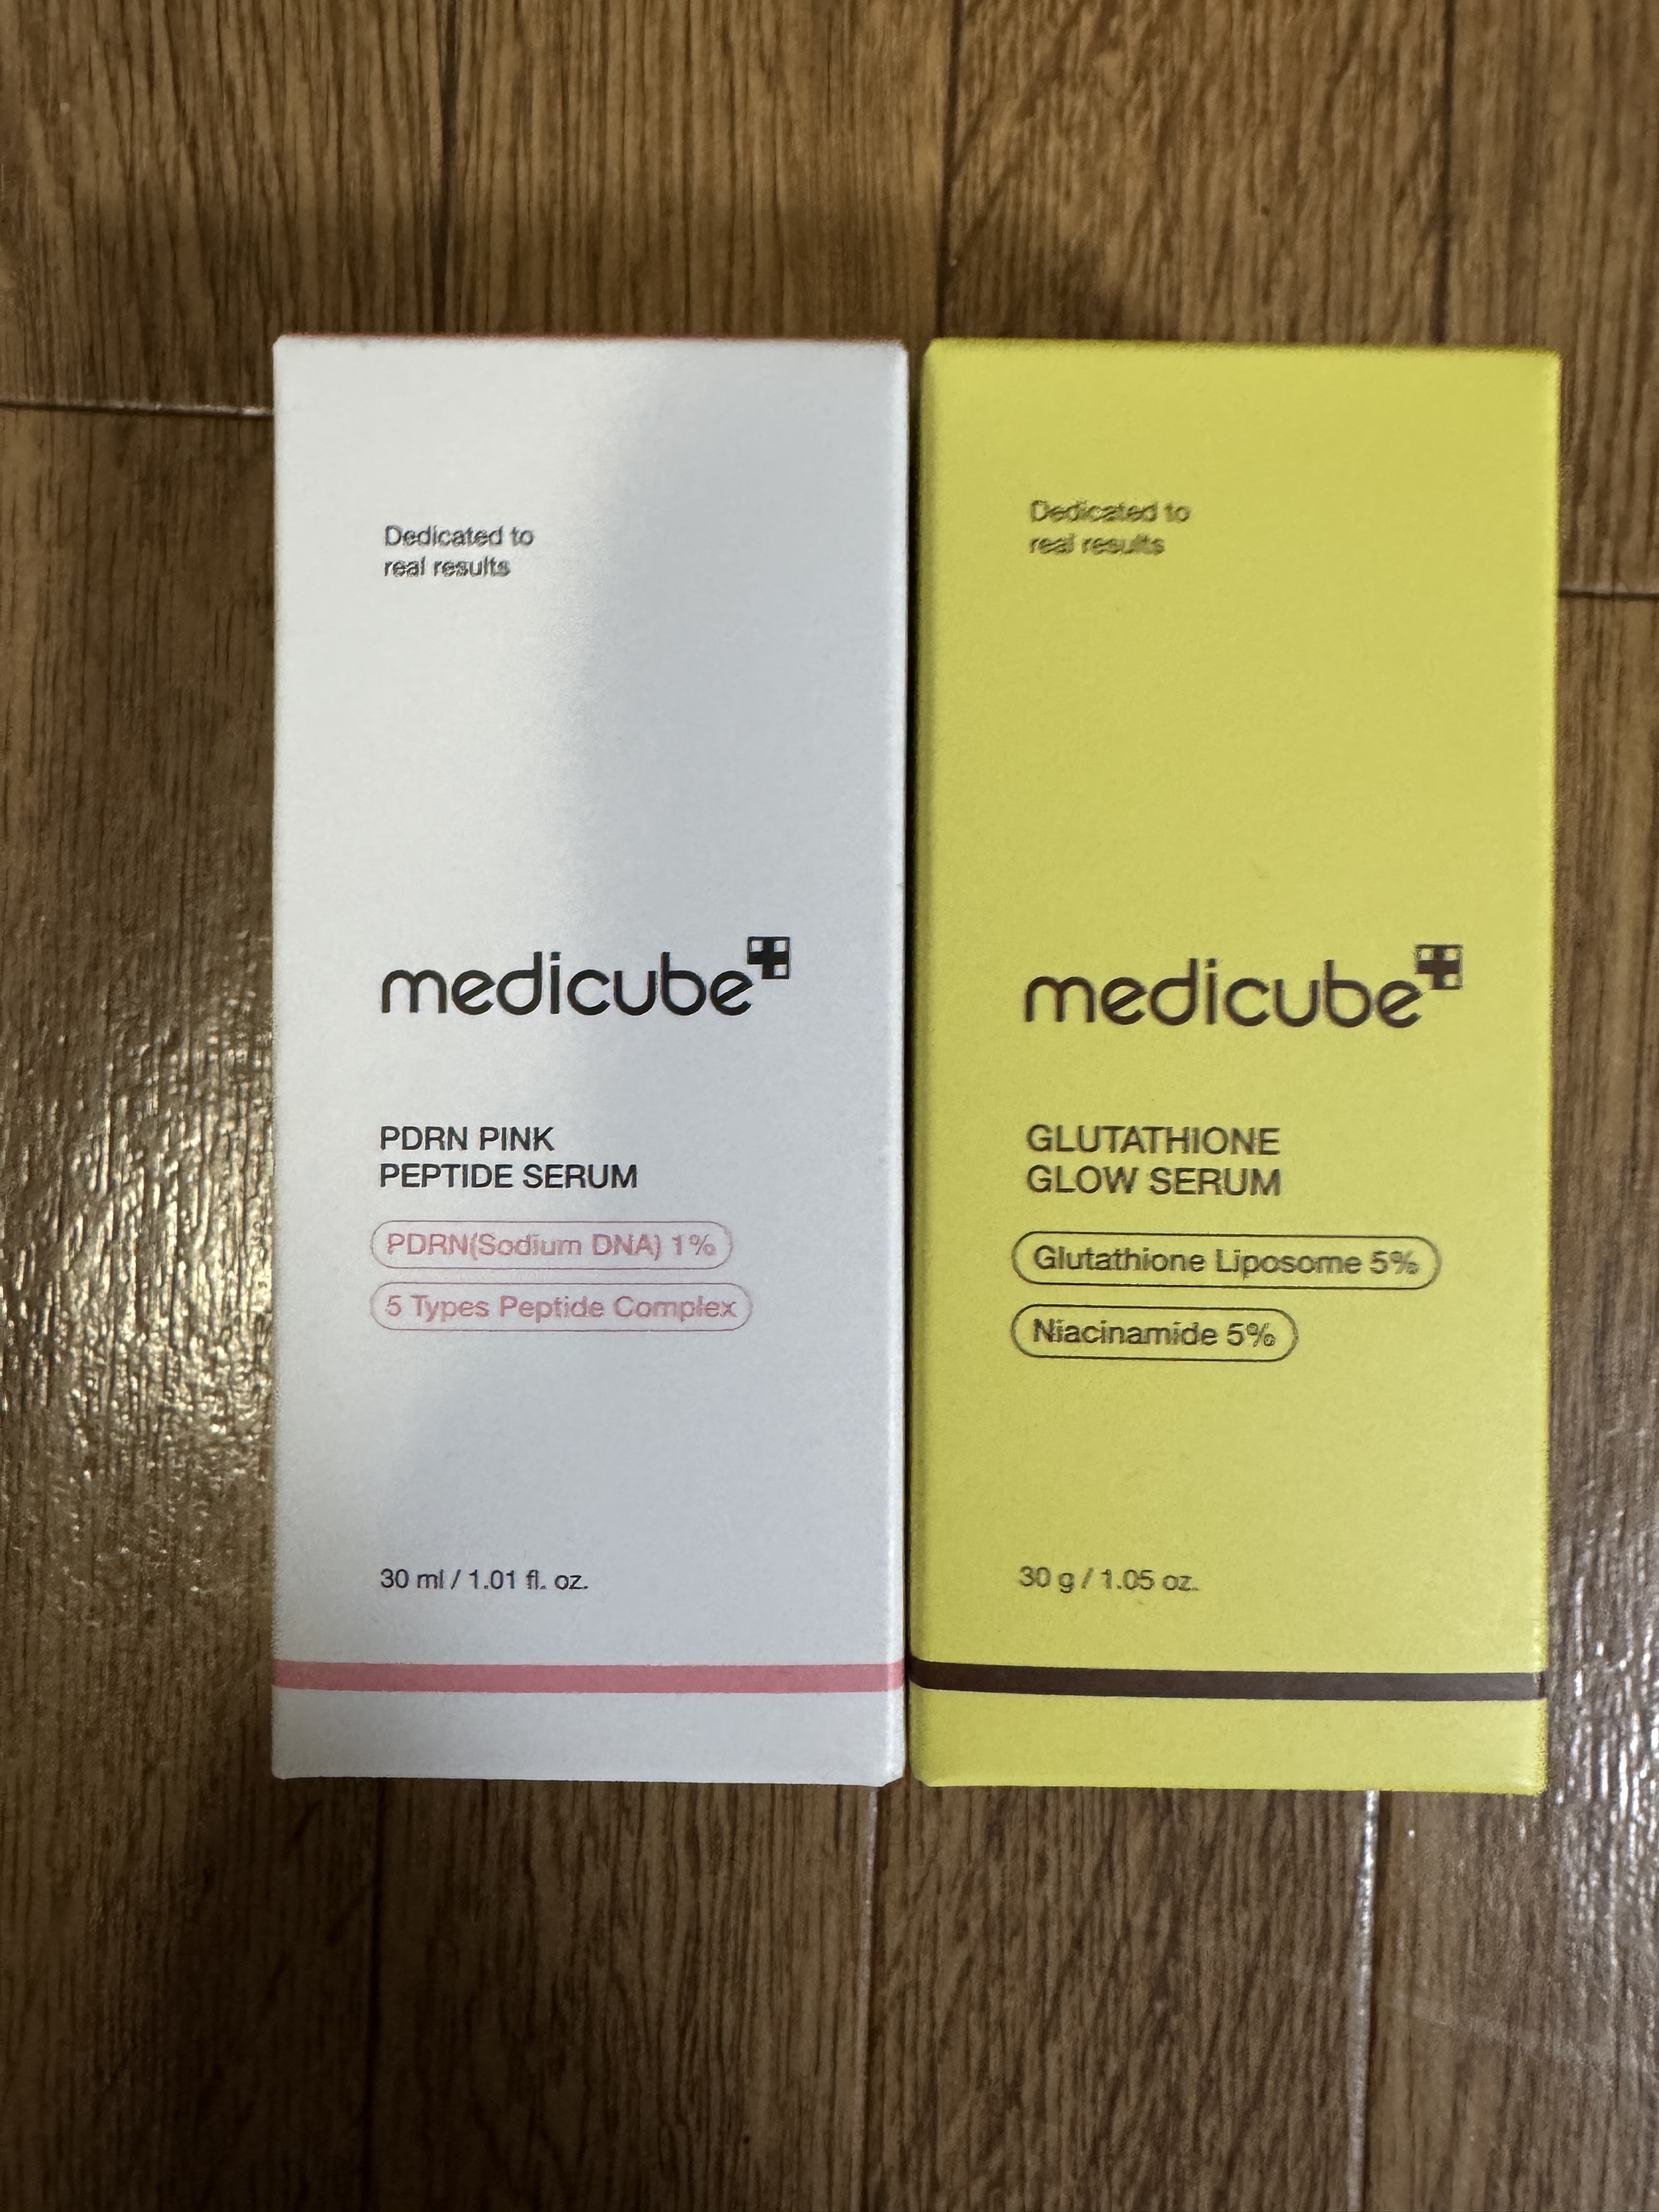 Dedicated to
real results
medicube
PDRN PINK
PEPTIDE SERUM
PDRN(Sodium DNA) 1%
5 Types Peptide Complex
30 ml / 1.01 fl. oz.
Dedicated to
real results
medicube
GLUTATHIONE
GLOW SERUM
Glutathione Liposome 5%
Niacinamide 5%
30 g / 1.05 oz.